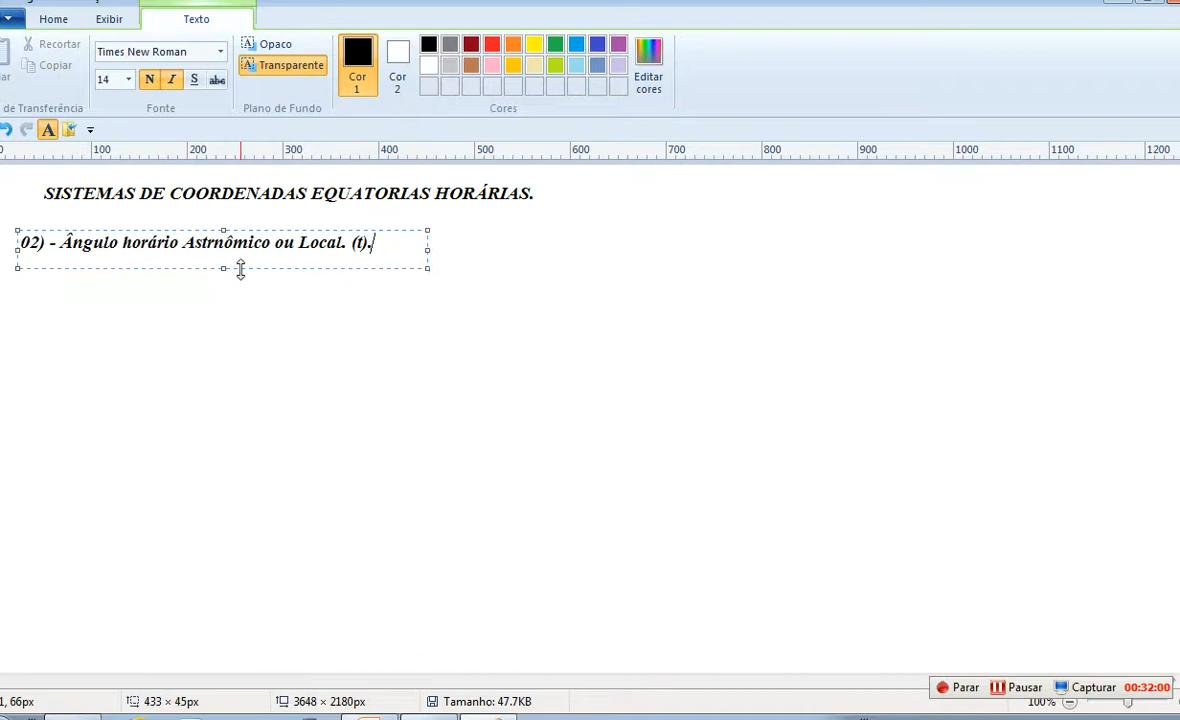 Home Exibir Texto
Recortar
Copiar
de Transferência
Times New Roman
14 N I S abc
Fonte
A Opaco
A Transparente
Plano de Fundo
Cor 1
Cor 2
Editar cores
Cores
A
100 200 300 400 500 600 700 800 900 1000 1100 1200
SISTEMAS DE COORDENADAS EQUATORIAS HORÁRIAS.
02) - Ângulo horário Astrnômico ou Local. (t).
, 66px 433 × 45px 3648 × 2180px Tamanho: 47.7KB 100%
Parar Pausar Capturar 00:32:00